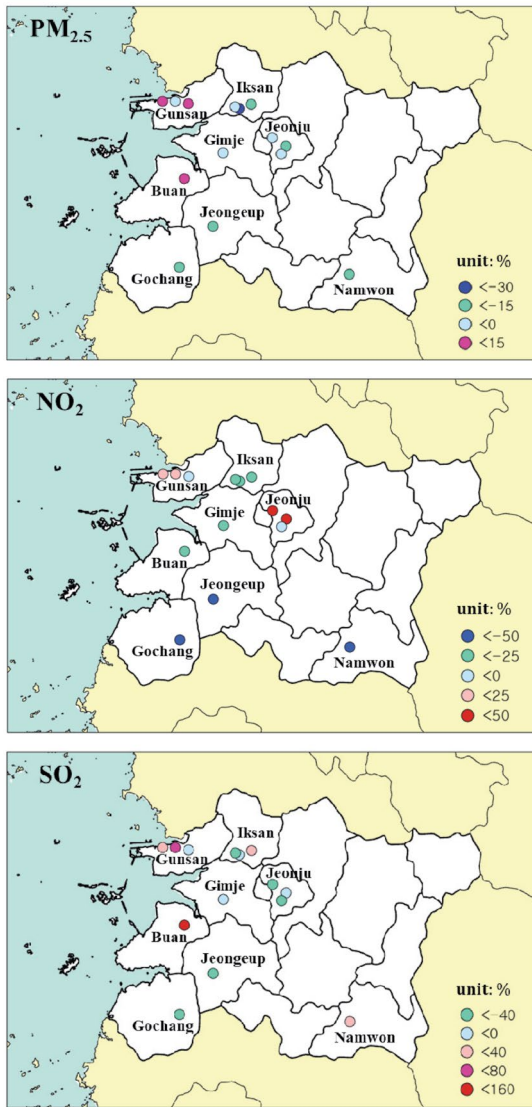 PM2.5
Iksan
Gunsan
Jeonju
Gimje
Buan
Jeongeup
Gochang
Namwon
unit: %
<-30
<-15
<0
<15
NO2
Iksan
Gunsan
Jeonju
Gimje
Buan
Jeongeup
Gochang
Namwon
unit: %
<-50
<-25
<0
<25
<50
SO2
Iksan
Gunsan
Jeonju
Gimje
Buan
Jeongeup
Gochang
Namwon
unit: %
<-40
<0
<40
<80
<160